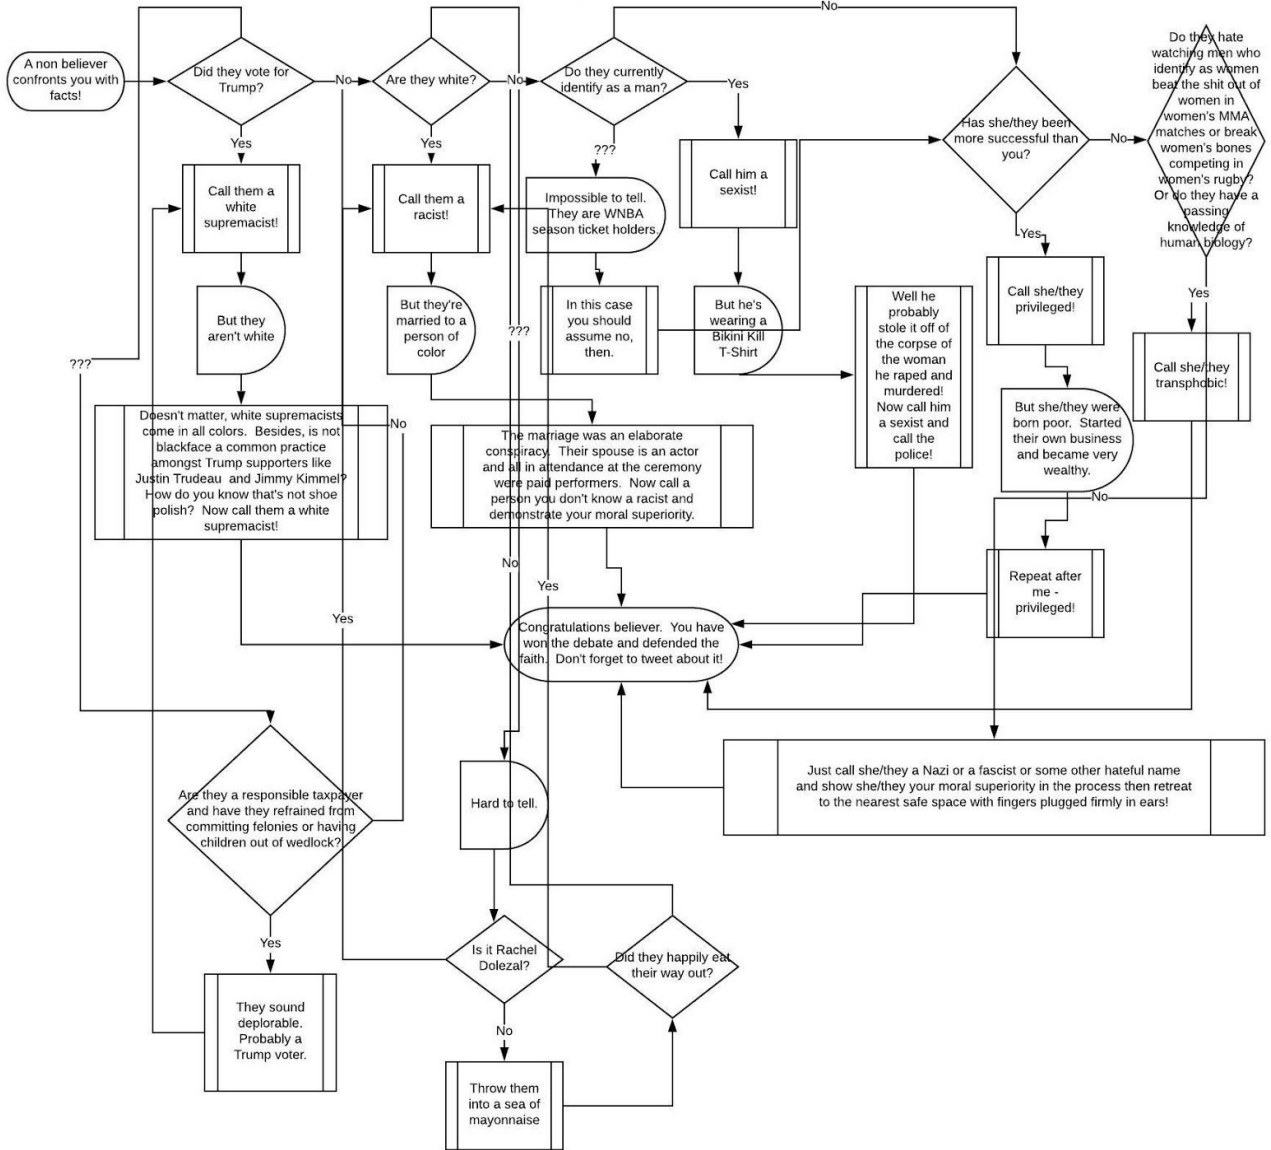 No
A non believer
confronts you with
facts!
Did they vote for
Trump?
No
Are they white?
No
Do they currently
identify as a man?
Yes
Has she/they been
more successful than
you?
No
Do they hate
watching men who
identify as women
beat the shit out of
women in
women's MMA
matches or break
women's bones
competing in
women's rugby?
Or do they have a
passing
knowledge of
human biology?
Yes
Yes
???
Yes
Yes
Call them a
white
supremacist!
Call them a
racist!
Impossible to tell.
They are WNBA
season ticket holders.
Call him a
sexist!
Call she/they
privileged!
But they
aren't white
But they're
married to a
person of
color
???
In this case
you should
assume no,
then.
But he's
wearing a
Bikini Kill
T-Shirt
Well he
probably
stole it off of
the corpse of
the woman
he raped and
murdered!
Now call him
a sexist and
call the
police!
Call she/they
transphobic!
???
Doesn't matter, white supremacists
come in all colors. Besides, is not
blackface a common practice
amongst Trump supporters like
Justin Trudeau and Jimmy Kimmel?
How do you know that's not shoe
polish? Now call them a white
supremacist!
No
The marriage was an elaborate
conspiracy. Their spouse is an actor
and all in attendance at the ceremony
were paid performers. Now call a
person you don't know a racist and
demonstrate your moral superiority.
But she/they were
born poor. Started
their own business
and became very
wealthy.
No
No
Yes
Yes
Repeat after
me -
privileged!
Congratulations believer. You have
won the debate and defended the
faith. Don't forget to tweet about it!
Are they a responsible taxpayer
and have they refrained from
committing felonies or having
children out of wedlock?
Hard to tell.
Just call she/they a Nazi or a fascist or some other hateful name
and show she/they your moral superiority in the process then retreat
to the nearest safe space with fingers plugged firmly in ears!
Yes
Is it Rachel
Dolezal?
Did they happily eat
their way out?
They sound
deplorable.
Probably a
Trump voter.
No
Throw them
into a sea of
mayonnaise